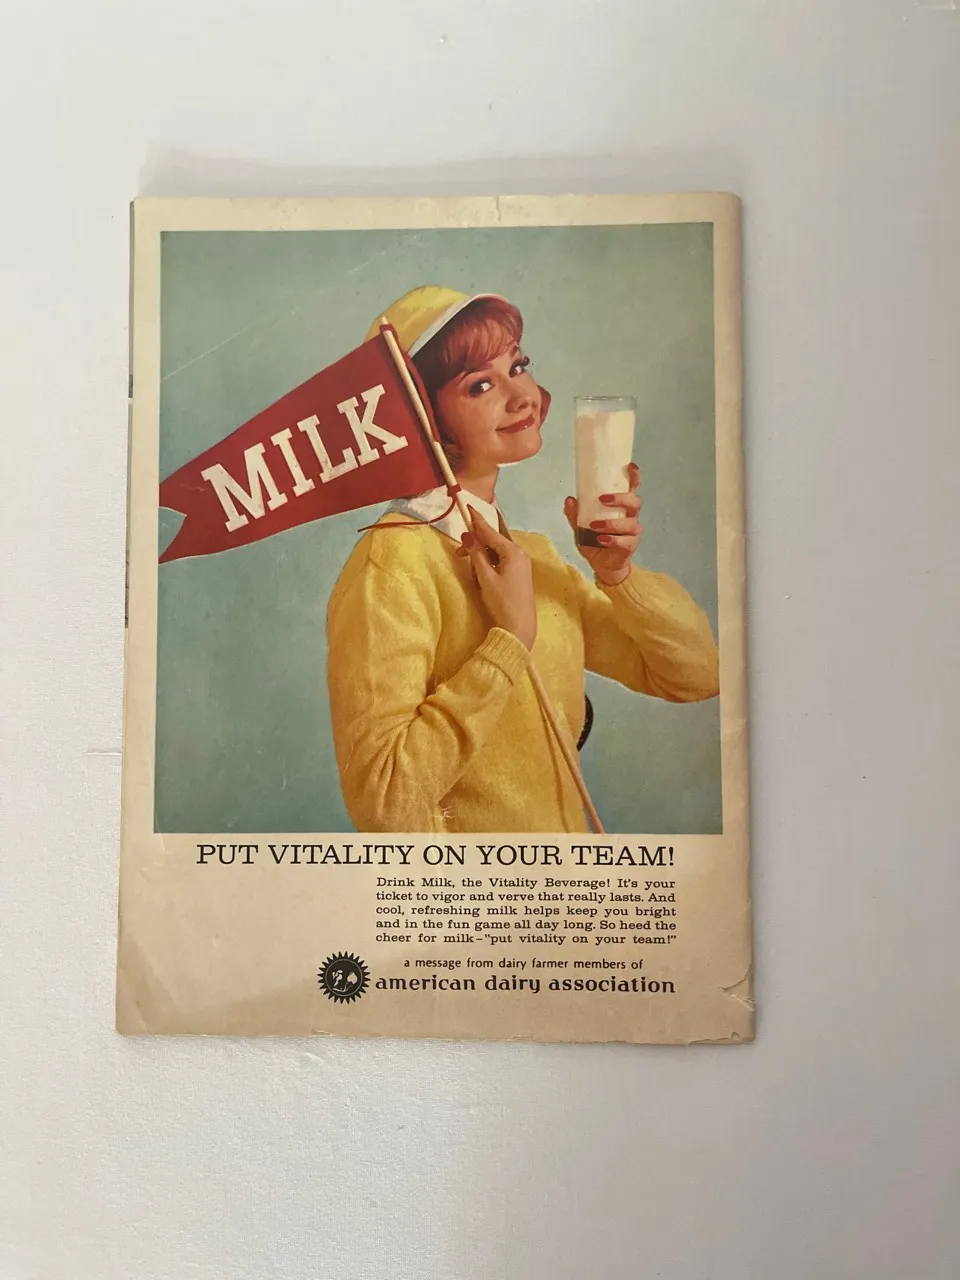 MILK
PUT VITALITY ON YOUR TEAM!
Drink Milk, the Vitality Beverage! It's your
ticket to vigor and verve that really lasts. And
cool, refreshing milk helps keep you bright
and in the fun game all day long. So heed the
cheer for milk–"put vitality on your team!"
a message from dairy farmer members of
american dairy association